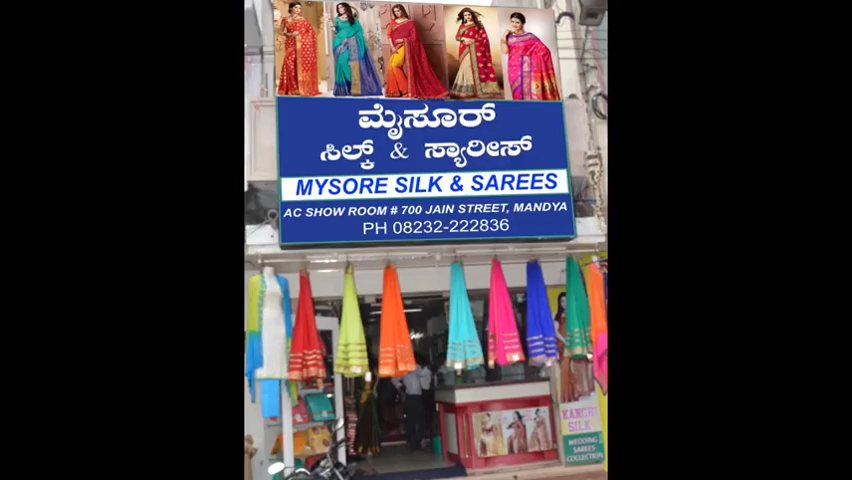 ಮೈಸೂರ್
ಸಿಲ್ಕ್ & ಸ್ಯಾರೀಸ್
MYSORE SILK & SAREES
AC SHOW ROOM # 700 JAIN STREET, MANDYA
PH 08232-222836
KANCHI
SILK
WEDDING
SAREES
COLLECTION